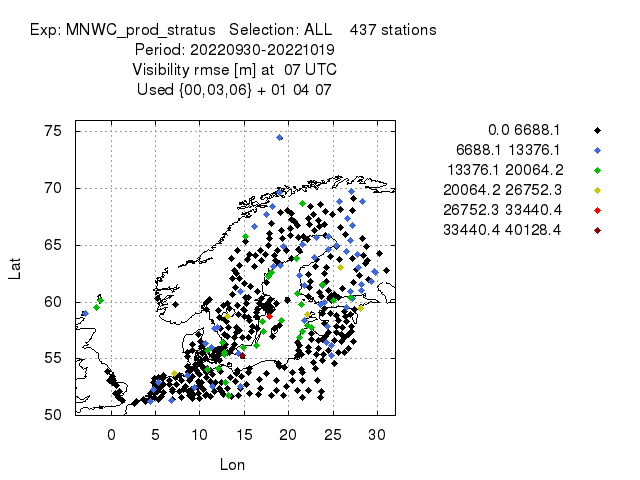 Exp: MNWC_prod_stratus   Selection: ALL    437 stations
Period: 20220930-20221019
Visibility rmse [m] at  07 UTC
Used {00,03,06} + 01 04 07
0.0 6688.1
6688.1 13376.1
13376.1 20064.2
20064.2 26752.3
26752.3 33440.4
33440.4 40128.4
75
70
65
60
55
50
Lat
0 5 10 15 20 25 30
Lon